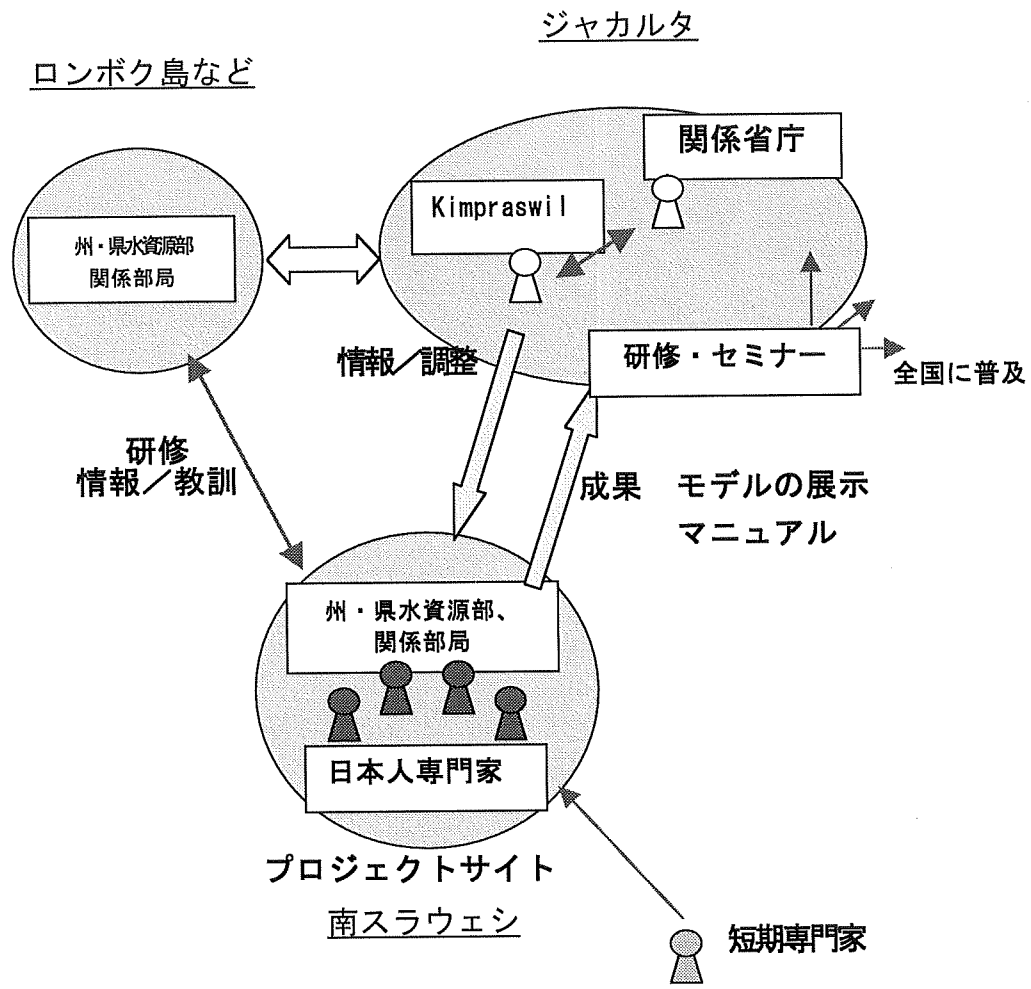 ジャカルタ
ロンボク島など
関係省庁
Kimpraswil
州・県水資源部
関係部局
情報／調整
研修・セミナー
全国に普及
研修
情報／教訓
成果　モデルの展示
マニュアル
州・県水資源部、
関係部局
日本人専門家
プロジェクトサイト
南スラウェシ
短期専門家